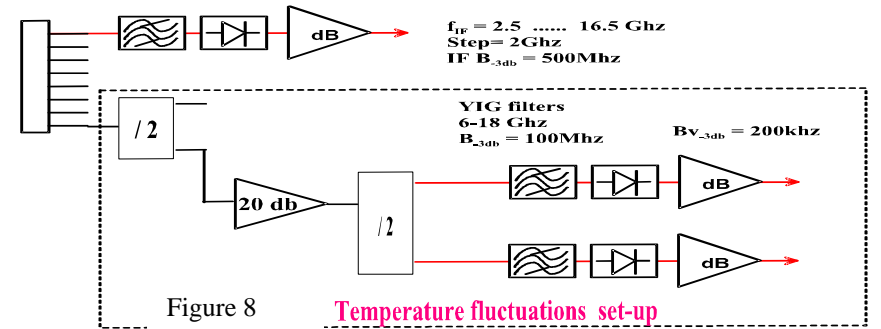 dB
f_IF = 2.5 ...... 16.5 Ghz
Step= 2Ghz
IF B_-3db = 500Mhz
/ 2
YIG filters
6-18 Ghz
B_-3db = 100Mhz
Bv_-3db = 200khz
dB
20 db
/ 2
dB
Figure 8
Temperature fluctuations set-up